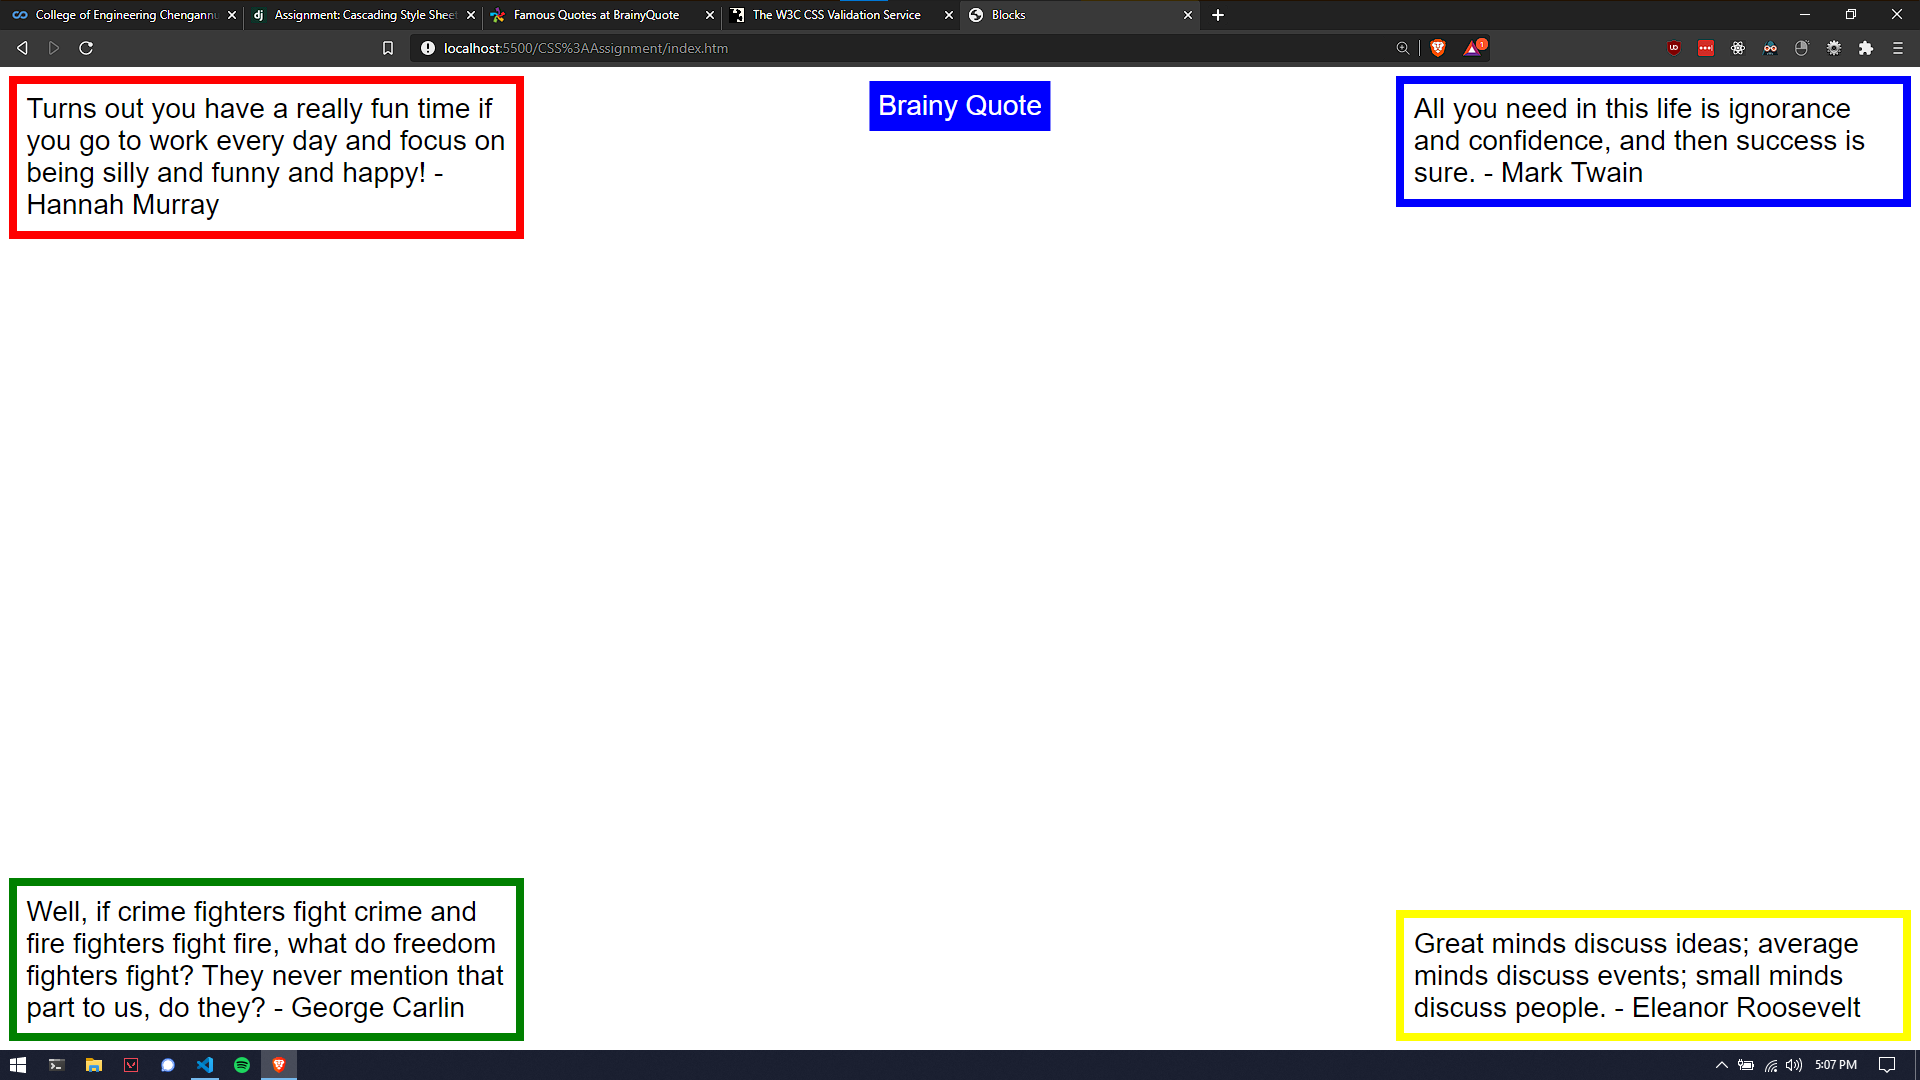 College of Engineering Chengannu
dj Assignment: Cascading Style Sheet
Famous Quotes at BrainyQuote
The W3C CSS Validation Service
Blocks
localhost:5500/CSS%3AAssignment/index.htm
1
Turns out you have a really fun time if
you go to work every day and focus on
being silly and funny and happy! -
Hannah Murray
Brainy Quote
All you need in this life is ignorance
and confidence, and then success is
sure. - Mark Twain
Well, if crime fighters fight crime and
fire fighters fight fire, what do freedom
fighters fight? They never mention that
part to us, do they? - George Carlin
Great minds discuss ideas; average
minds discuss events; small minds
discuss people. - Eleanor Roosevelt
5:07 PM